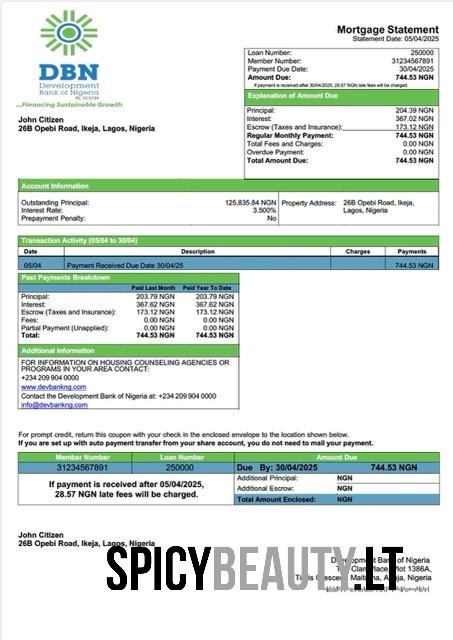 Mortgage Statement
Statement Date: 05/04/2025
DBN
Development
Bank of Nigeria
...Financing Sustainable Growth
Loan Number: 250000
Member Number: 31234567891
Payment Due Date: 30/04/2025
Amount Due: 744.53 NGN
If payment is received after 30/04/2025, 28.57 NGN late fees will be charged.
Explanation of Amount Due
Principal: 204.39 NGN
Interest: 367.02 NGN
Escrow (Taxes and Insurance): 173.12 NGN
Regular Monthly Payment: 744.53 NGN
Total Fees and Charges: 0.00 NGN
Overdue Payment: 0.00 NGN
Total Amount Due: 744.53 NGN
John Citizen
26B Opebi Road, Ikeja, Lagos, Nigeria
Account Information
Outstanding Principal: 125,835.84 NGN Property Address: 26B Opebi Road, Ikeja,
Interest Rate: 3.500% Lagos, Nigeria
Prepayment Penalty: No
Transaction Activity (05/04 to 30/04)
Date Description Charges Payments
05/04 Payment Received Due Date 30/04/25 744.53 NGN
Past Payments Breakdown
Paid Last Month Paid Year To Date
Principal: 203.79 NGN 203.79 NGN
Interest: 367.62 NGN 367.62 NGN
Escrow (Taxes and Insurance): 173.12 NGN 173.12 NGN
Fees: 0.00 NGN 0.00 NGN
Partial Payment (Unapplied): 0.00 NGN 0.00 NGN
Total: 744.53 NGN 744.53 NGN
Additional Information
FOR INFORMATION ON HOUSING COUNSELING AGENCIES OR
PROGRAMS IN YOUR AREA CONTACT:
+234 209 904 0000
www.devbankng.com
Contact the Development Bank of Nigeria at: +234 209 904 0000
info@devbankng.com
For prompt credit, return this coupon with your check in the enclosed envelope to the location shown below.
If you are set up with auto payment transfer from your share account, you do not need to mail your payment.
Member Number Loan Number Amount Due
31234567891 250000 Due By: 30/04/2025 744.53 NGN
If payment is received after 05/04/2025,
28.57 NGN late fees will be charged.
Additional Principal: NGN
Additional Escrow: NGN
Total Amount Enclosed: NGN
John Citizen
26B Opebi Road, Ikeja, Lagos, Nigeria
Bank of Nigeria
Plot 1386A,
Nigeria
SPICYBEAUTY.LT